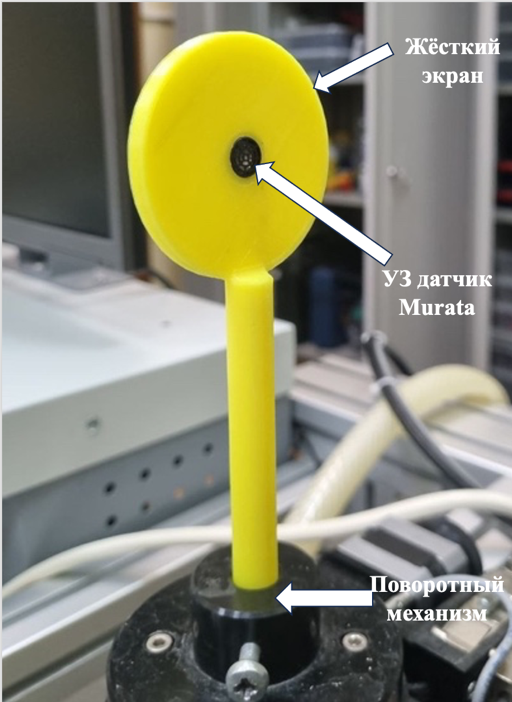 Жёсткий
экран
УЗ датчик
Murata
Поворотный
механизм